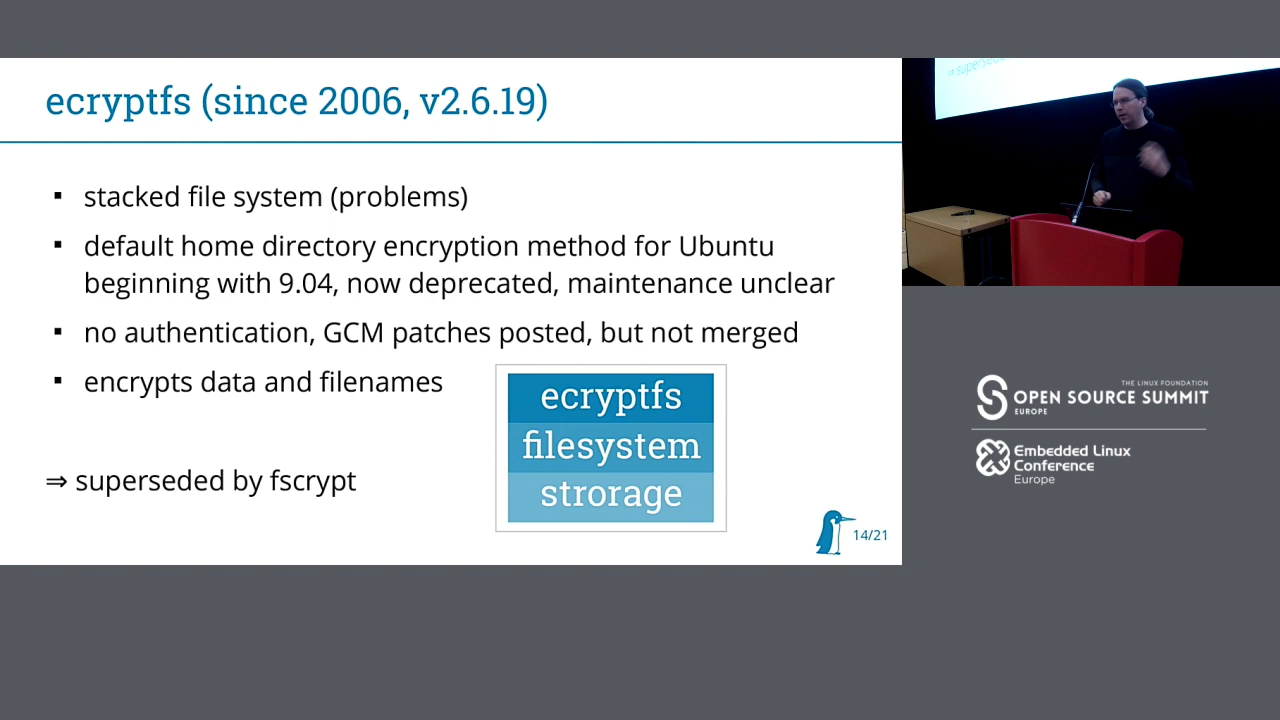 ecryptfs (since 2006, v2.6.19)
▪ stacked file system (problems)
▪ default home directory encryption method for Ubuntu
beginning with 9.04, now deprecated, maintenance unclear
▪ no authentication, GCM patches posted, but not merged
▪ encrypts data and filenames
ecryptfs
filesystem
strorage
⇒ superseded by fscrypt
14/21
⇒ superse
THE LINUX FOUNDATION
OPEN SOURCE SUMMIT
EUROPE
Embedded Linux
Conference
Europe